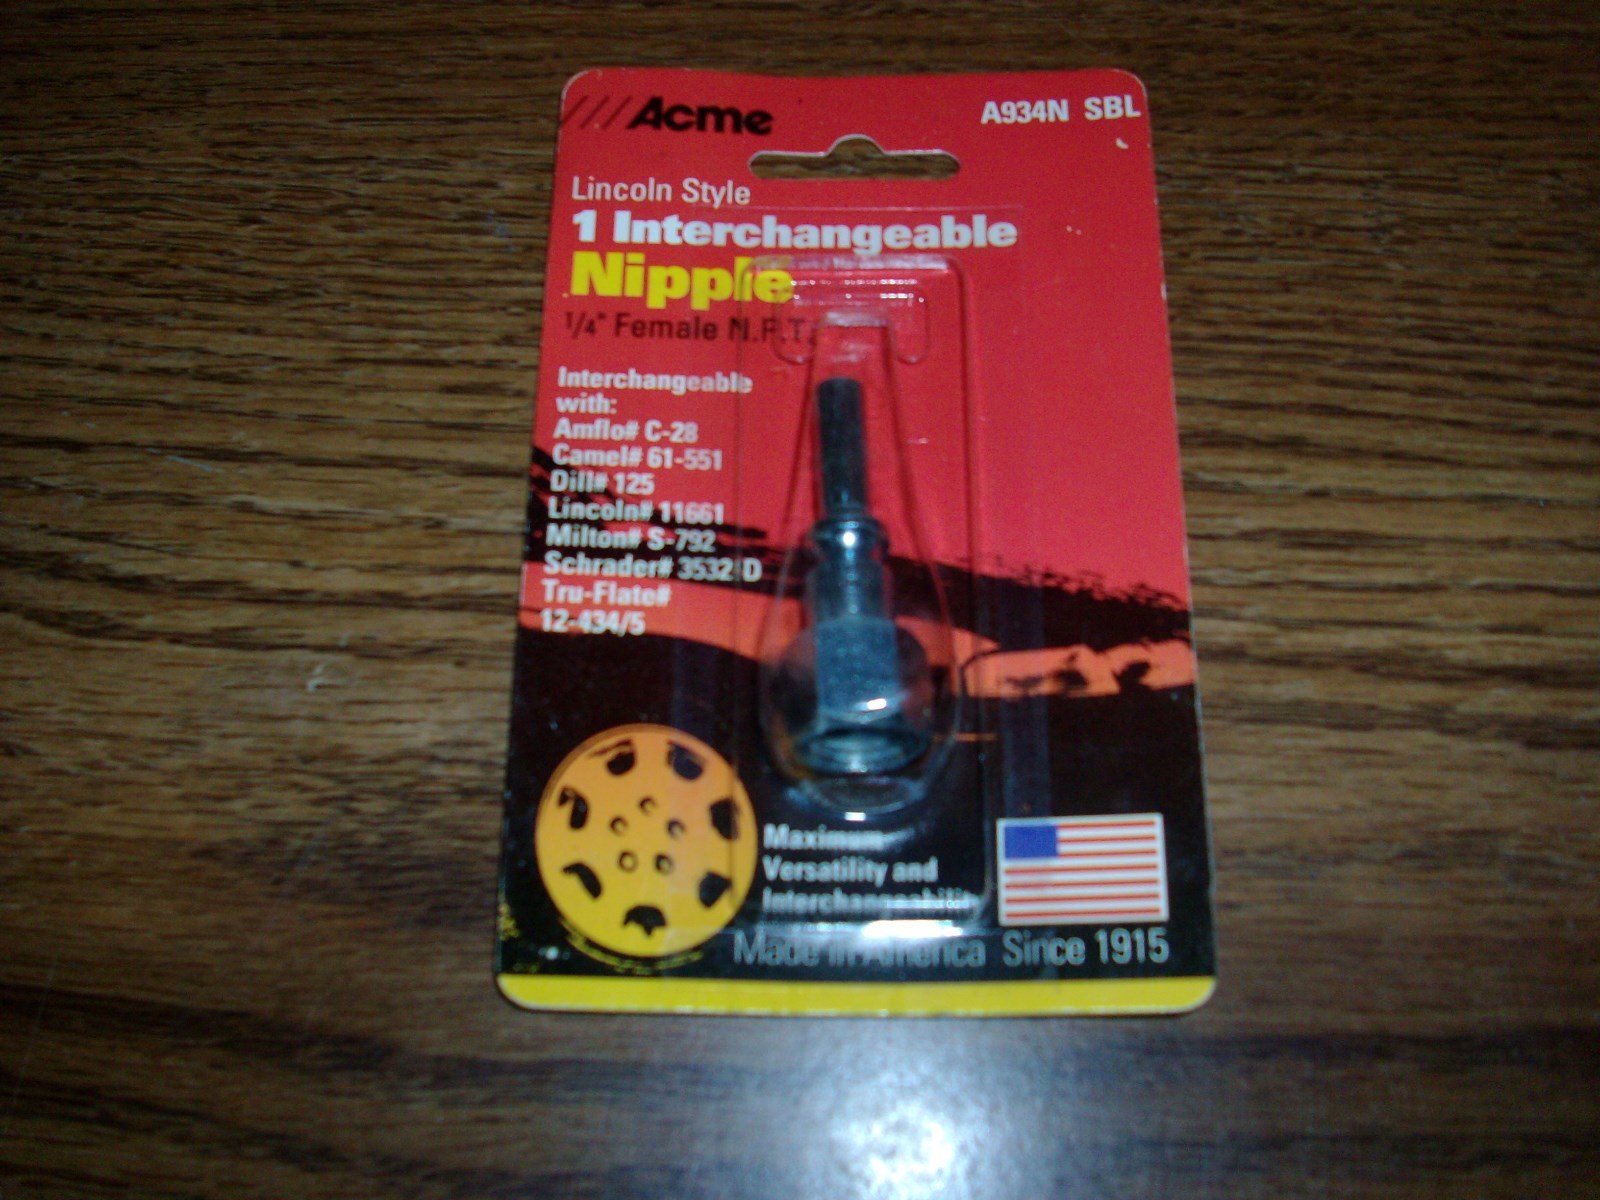 Acme
A934N SBL
Lincoln Style
1 Interchangeable
Nipple
1/4" Female N.P.T.
Interchangeable
with:
Amflo# C-28
Camel# 61-551
Dill# 125
Lincoln# 11661
Milton# S-792
Schrader# 3532 D
Tru-Flate#
12-434/5
Maximum
Versatility and
Interchangeability
Made in America Since 1915